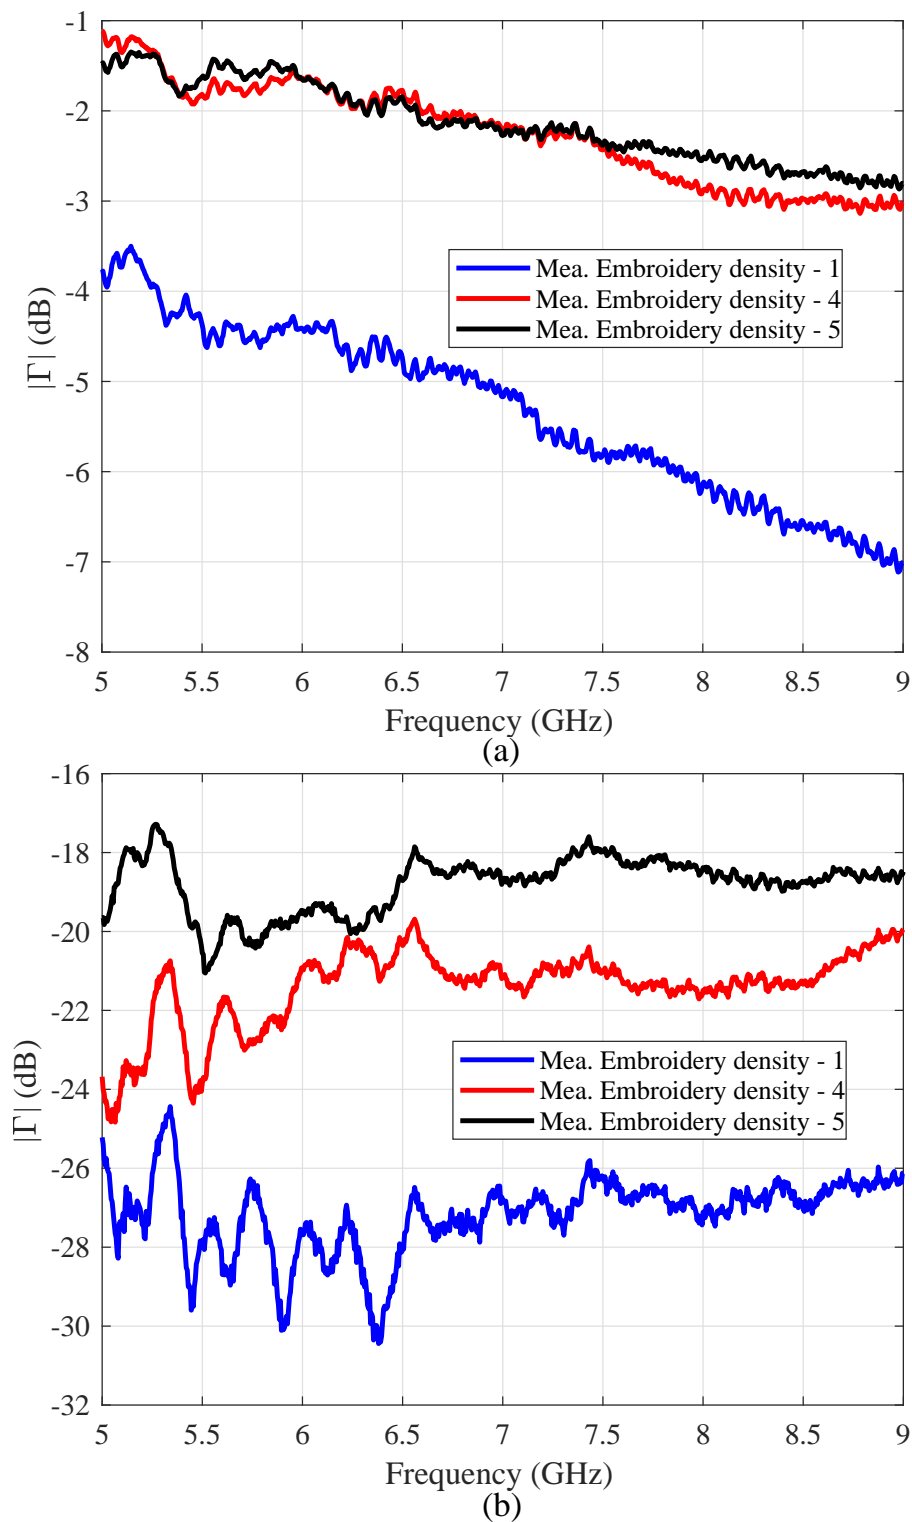 -1
-2
-3
-4
-5
-6
-7
-8
|Γ| (dB)
Mea. Embroidery density - 1
Mea. Embroidery density - 4
Mea. Embroidery density - 5
5 5.5 6 6.5 7 7.5 8 8.5 9
Frequency (GHz)
(a)
-16
-18
-20
-22
-24
-26
-28
-30
-32
|Γ| (dB)
Mea. Embroidery density - 1
Mea. Embroidery density - 4
Mea. Embroidery density - 5
5 5.5 6 6.5 7 7.5 8 8.5 9
Frequency (GHz)
(b)